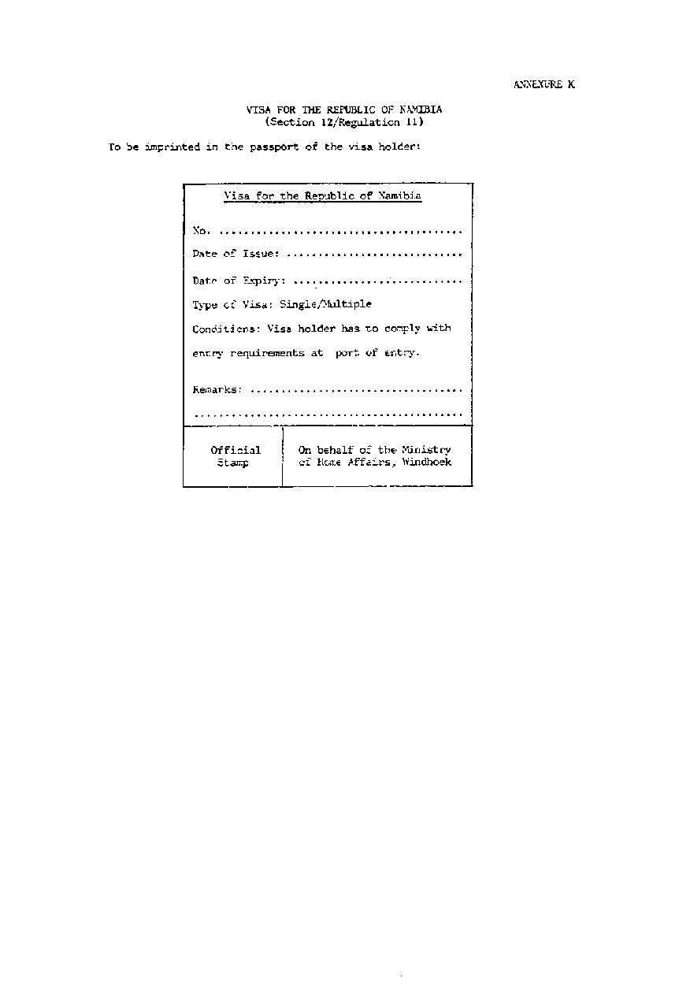 ANNEXURE K
VISA FOR THE REPUBLIC OF NAMIBIA
(Section 12/Regulation 11)
To be imprinted in the passport of the visa holder:
Visa for the Republic of Namibia
No. .......................................
Date of Issue: .............................
Date of Expiry: ............................
Type of Visa: Single/Multiple
Conditions: Visa holder has to comply with
entry requirements at port of entry.
Remarks: ..................................
...........................................
Official
Stamp
On behalf of the Ministry
of Home Affairs, Windhoek